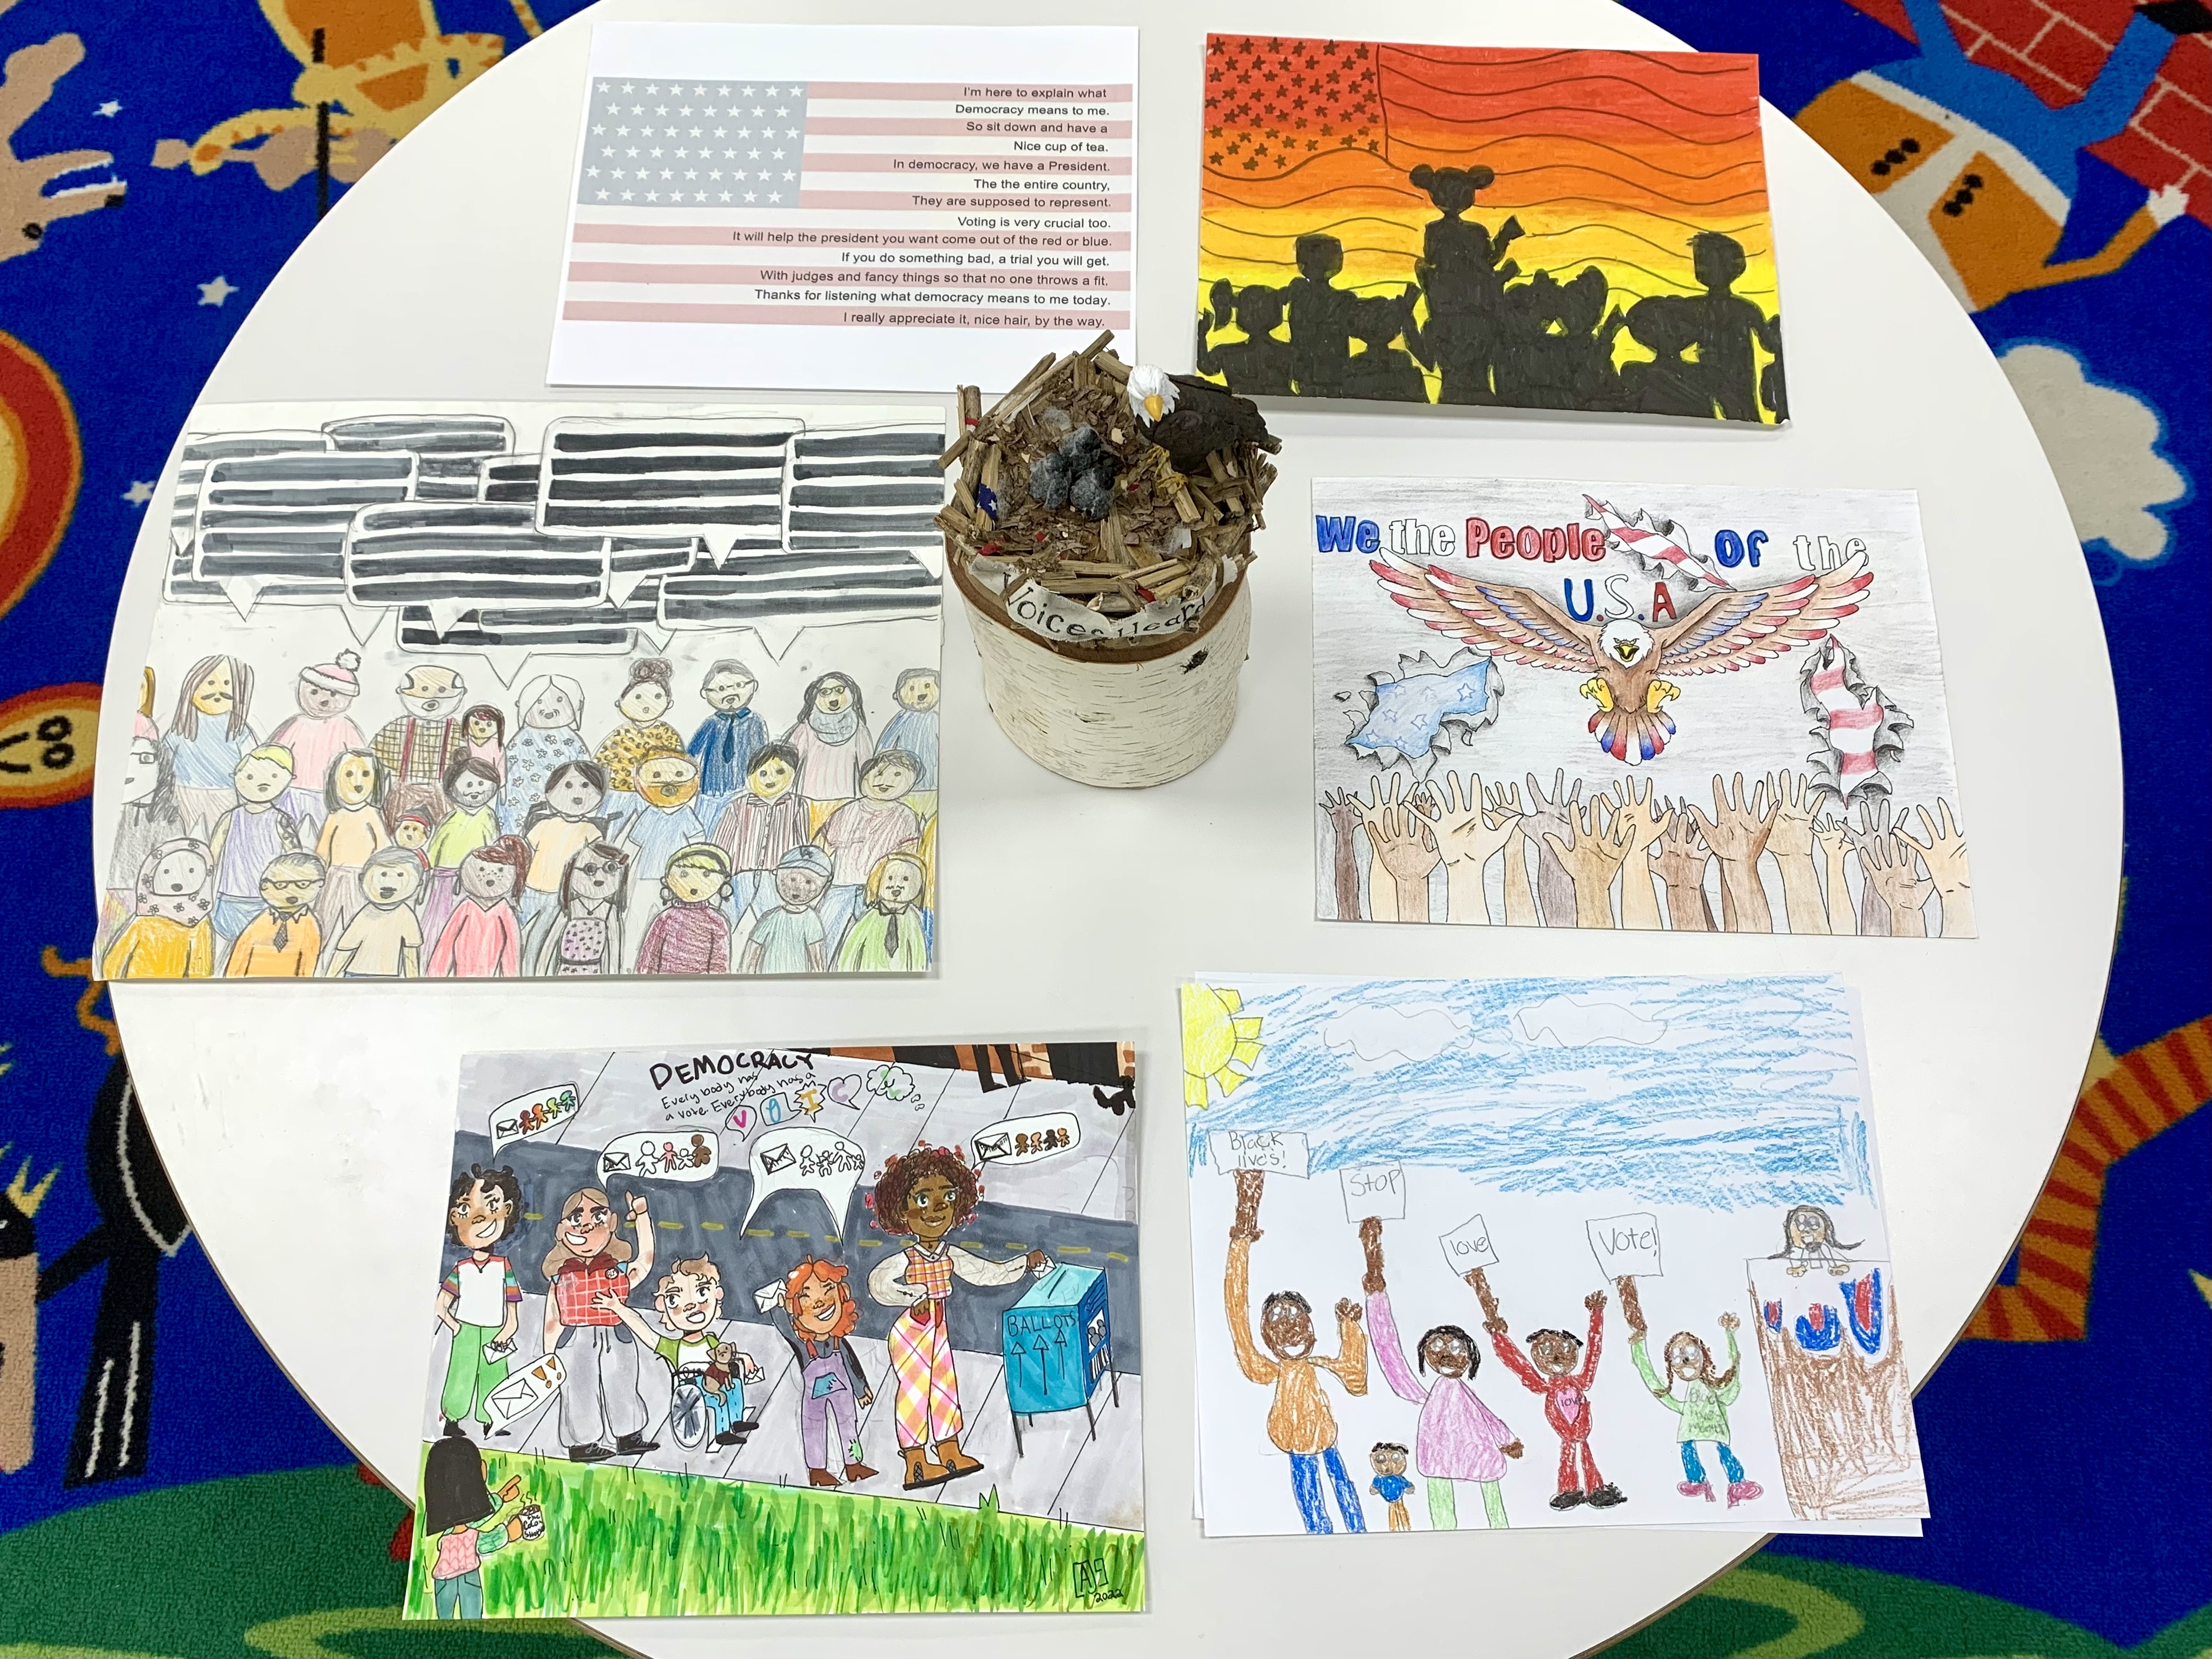 I'm here to explain what
Democracy means to me.
So sit down and have a
Nice cup of tea.
In democracy, we have a President.
The the entire country,
They are supposed to represent.
Voting is very crucial too.
It will help the president you want come out of the red or blue.
If you do something bad, a trial you will get.
With judges and fancy things so that no one throws a fit.
Thanks for listening what democracy means to me today.
I really appreciate it, nice hair, by the way.
Voices Heard
We the People Of the
U.S.A
DEMOCRACY
Everybody has
a vote. Everybody has a
VOICE
BALLOTS
AJS
2022
Black
lives!
Stop
love
Vote!
love